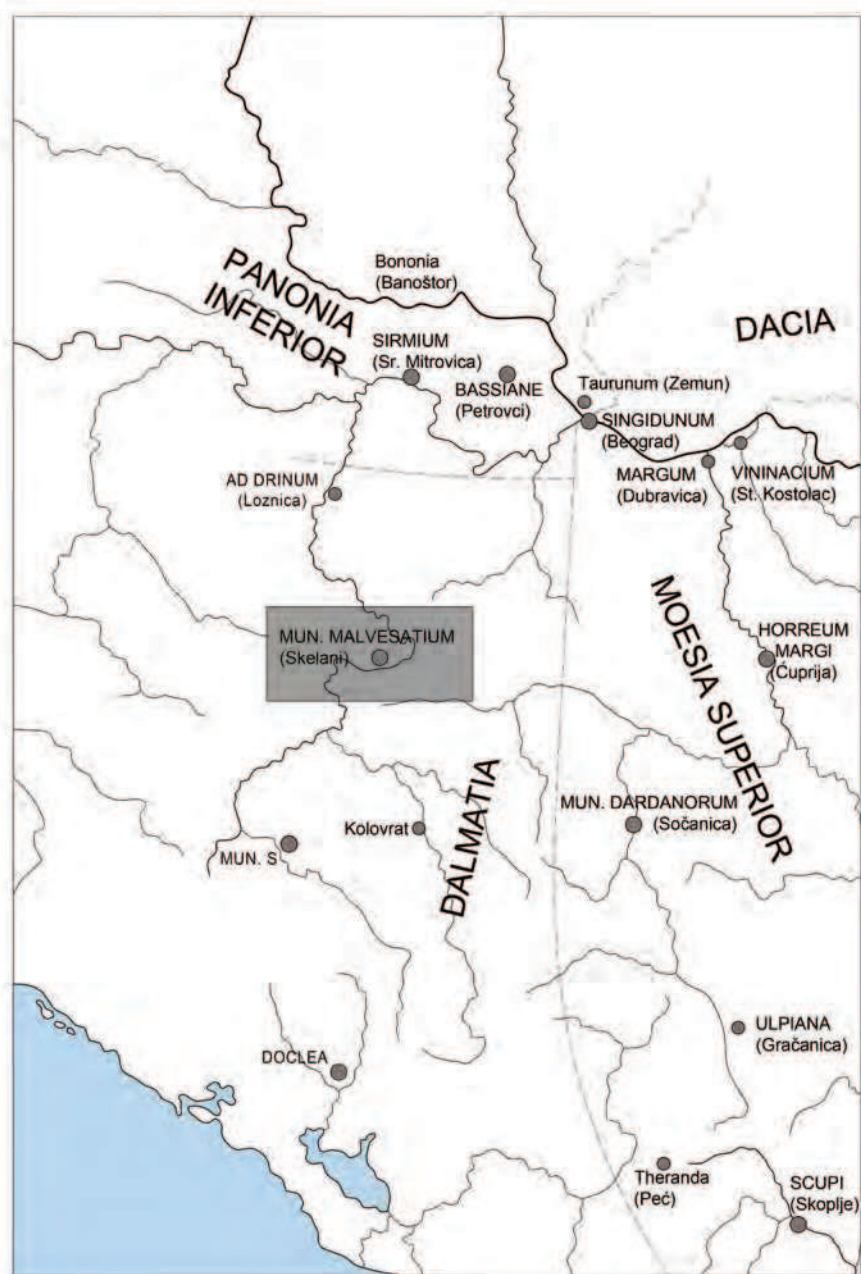 Bononia
(Banoštor)
PANONIA
INFERIOR
DACIA
SIRMIUM
(Sr. Mitrovica)
BASSIANE
(Petrovci)
Taurunum (Zemun)
SINGIDUNUM
(Beograd)
MARGUM
(Dubravica)
VININACIUM
(St. Kostolac)
AD DRINUM
(Loznica)
MUN. MALVESATIUM
(Skelani)
HORREUM
MARGI
(Ćuprija)
MOESIA SUPERIOR
DALMATIA
MUN. DARDANORUM
(Sočanica)
Kolovrat
MUN. S
ULPIANA
(Gračanica)
DOCLEA
Theranda
(Peć)
SCUPI
(Skoplje)